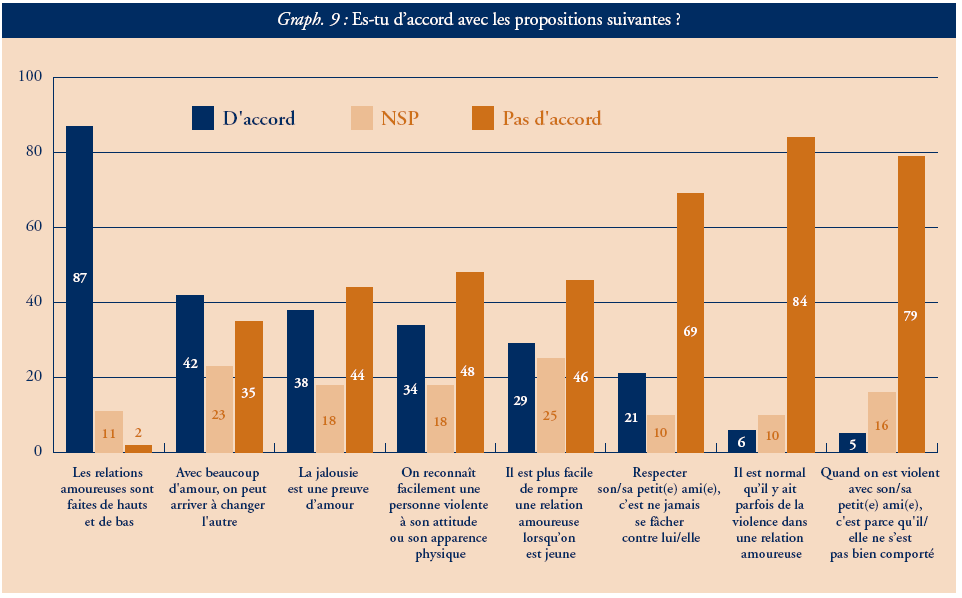 Graph. 9 : Es-tu d’accord avec les propositions suivantes ?
100
80
60
40
20
0
D'accord
NSP
Pas d'accord
87
11
2
42
23
35
38
18
44
34
18
48
29
25
46
21
10
69
6
10
84
5
16
79
Les relations
amoureuses sont
faites de hauts
et de bas
Avec beaucoup
d'amour, on peut
arriver à changer
l'autre
La jalousie
est une preuve
d’amour
On reconnaît
facilement une
personne violente
à son attitude
ou son apparence
physique
Il est plus facile
de rompre
une relation
amoureuse
lorsqu’on
est jeune
Respecter
son/sa petit(e) ami(e),
c’est ne jamais
se fâcher
contre lui/elle
Il est normal
qu’il y ait
parfois de la
violence dans
une relation
amoureuse
Quand on est violent
avec son/sa
petit(e) ami(e),
c'est parce qu'il/
elle ne s’est
pas bien comporté